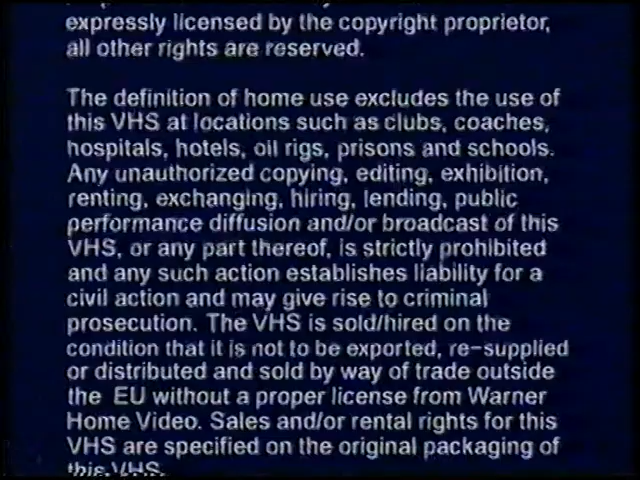 expressly licensed by the copyright proprietor,
all other rights are reserved.
The definition of home use excludes the use of
this VHS at locations such as clubs, coaches,
hospitals, hotels, oil rigs, prisons and schools.
Any unauthorized copying, editing, exhibition,
renting, exchanging, hiring, lending, public
performance diffusion and/or broadcast of this
VHS, or any part thereof, is strictly prohibited
and any such action establishes liability for a
civil action and may give rise to criminal
prosecution. The VHS is sold/hired on the
condition that it is not to be exported, re-supplied
or distributed and sold by way of trade outside
the EU without a proper license from Warner
Home Video. Sales and/or rental rights for this
VHS are specified on the original packaging of
this VHS.